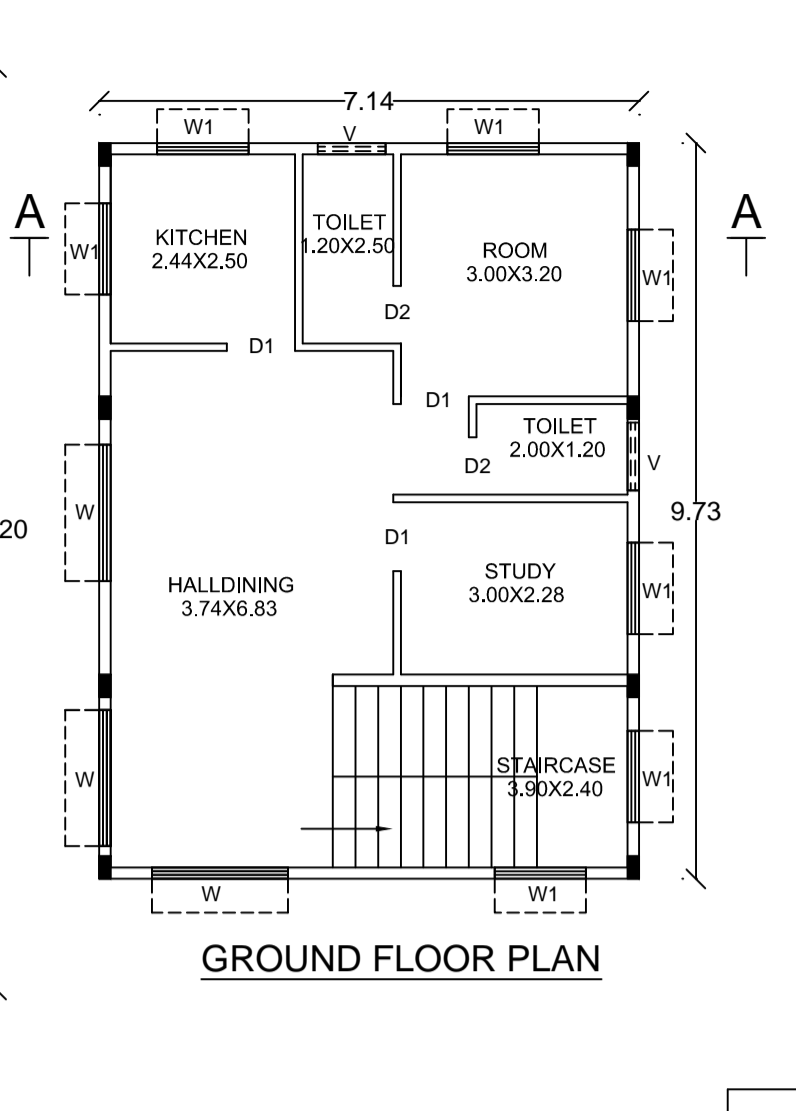 7.14
W1
V
W1
A
A
KITCHEN
2.44X2.50
TOILET
1.20X2.50
ROOM
3.00X3.20
W1
W1
D2
D1
D1
TOILET
2.00X1.20
D2
V
W
9.73
20
D1
HALLDINING
3.74X6.83
STUDY
3.00X2.28
W1
W
STAIRCASE
3.90X2.40
W1
W
W1
GROUND FLOOR PLAN